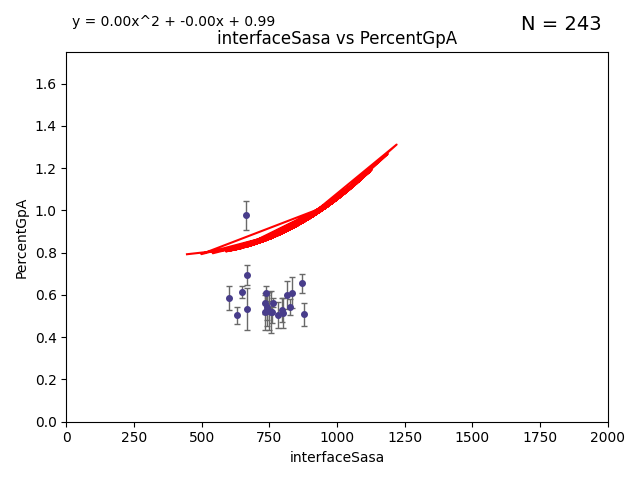 y = 0.00x^2 + -0.00x + 0.99
N = 243
interfaceSasa vs PercentGpA
PercentGpA
1.6
1.4
1.2
1.0
0.8
0.6
0.4
0.2
0.0
0 250 500 750 1000 1250 1500 1750 2000
interfaceSasa